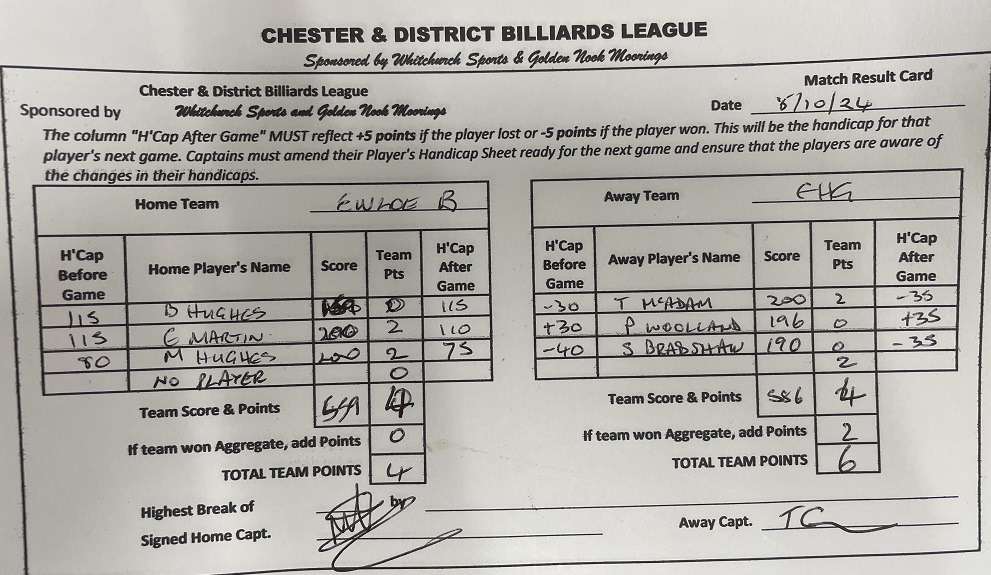 CHESTER & DISTRICT BILLIARDS LEAGUE
Sponsored by Whitchurch Sports & Golden Nook Moorings
Match Result Card
Chester & District Billiards League
Sponsored by Whitchurch Sports and Golden Nook Moorings
Date 8/10/24
The column "H'Cap After Game" MUST reflect +5 points if the player lost or -5 points if the player won. This will be the handicap for that
player's next game. Captains must amend their Player's Handicap Sheet ready for the next game and ensure that the players are aware of
the changes in their handicaps.
Home Team EWLOE B
H'Cap Before Game Home Player's Name Score Team Pts H'Cap After Game
115 B HUGHES 0 115
115 E MARTIN 200 2 110
80 M HUGHES 200 2 75
NO PLAYER 0
Team Score & Points 4
If team won Aggregate, add Points 0
TOTAL TEAM POINTS 4
Away Team EHG
H'Cap Before Game Away Player's Name Score Team Pts H'Cap After Game
-30 T McADAM 200 2 -35
+30 P WOOLLAND 196 0 +35
-40 S BRADSHAW 190 0 -35
2
Team Score & Points 586 4
If team won Aggregate, add Points 2
TOTAL TEAM POINTS 6
Highest Break of by
Signed Home Capt.
Away Capt. TG